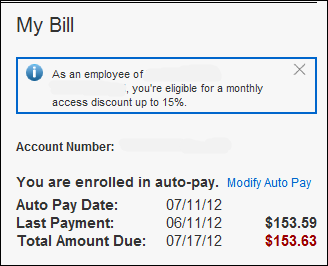 My Bill
As an employee of
, you're eligible for a monthly
access discount up to 15%.
Account Number:
You are enrolled in auto-pay. Modify Auto Pay
Auto Pay Date: 07/11/12
Last Payment: 06/11/12 $153.59
Total Amount Due: 07/17/12 $153.63